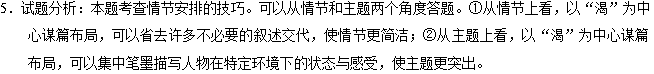 5．试题分析：本题考查情节安排的技巧。可以从情节和主题两个角度答题。①从情节上看，以“渴”为中
心谋篇布局，可以省去许多不必要的叙述交代，使情节更简洁；②从主题上看，以“渴”为中心谋篇
布局，可以集中笔墨描写人物在特定环境下的状态与感受，使主题更突出。